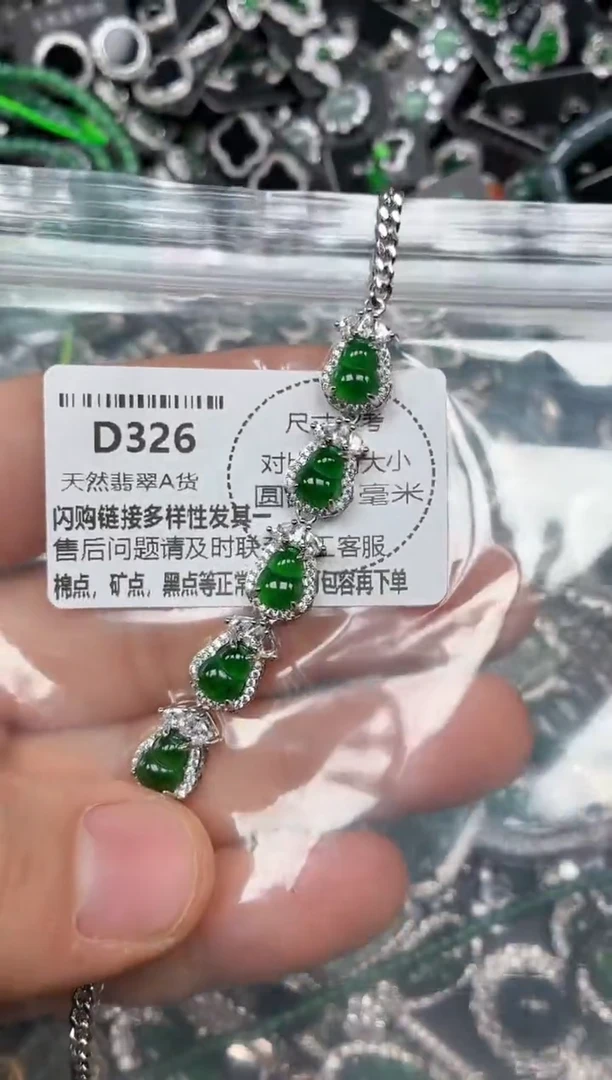 D326
天然翡翠A货
闪购链接多样性发其一
售后问题请及时联 客服
棉点,矿点,黑点等正常 包容再下单
尺寸 考
对比 大小
圆 毫米